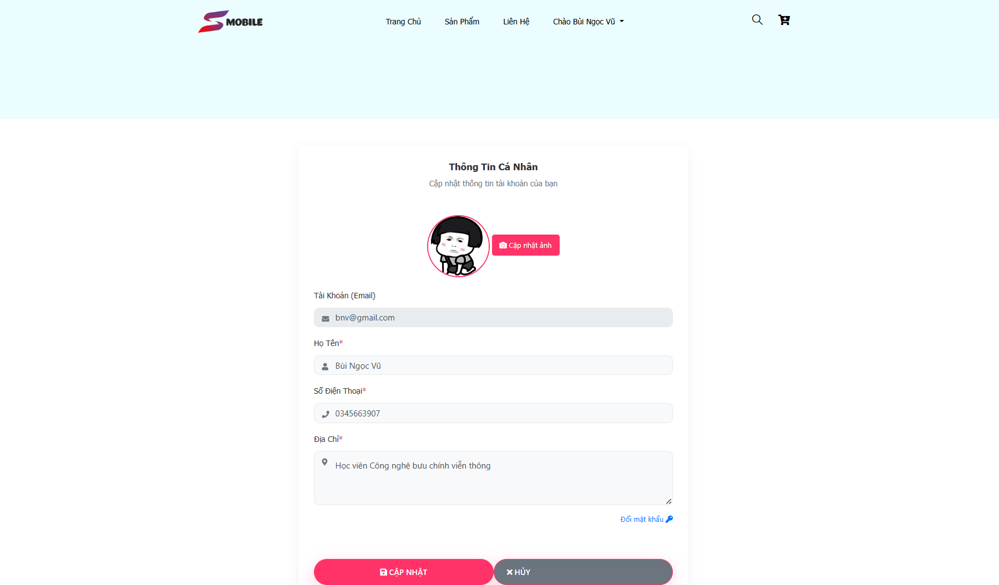 S MOBILE
Trang Chủ Sản Phẩm Liên Hệ Chào Bùi Ngọc Vũ
Thông Tin Cá Nhân
Cập nhật thông tin tài khoản của bạn
Cập nhật ảnh
Tài Khoản (Email)
bnv@gmail.com
Họ Tên*
Bùi Ngọc Vũ
Số Điện Thoại*
0345663907
Địa Chỉ*
Học viên Công nghệ bưu chính viễn thông
Đổi mật khẩu
CẬP NHẬT HỦY